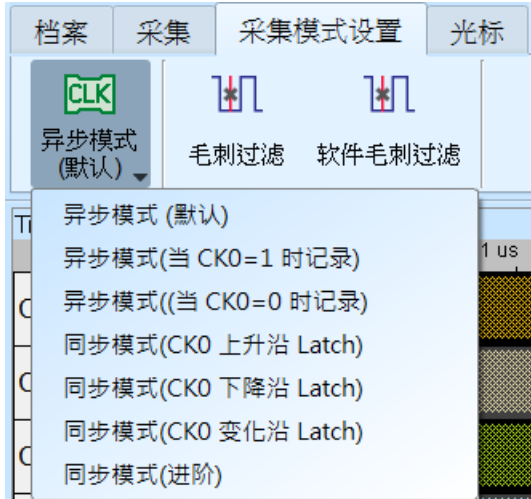 档案 采集 采集模式设置 光标
CLK
异步模式
(默认)
毛刺过滤 软件毛刺过滤
异步模式 (默认)
异步模式(当 CK0=1 时记录)
异步模式((当 CK0=0 时记录)
同步模式(CK0 上升沿 Latch)
同步模式(CK0 下降沿 Latch)
同步模式(CK0 变化沿 Latch)
同步模式(进阶)
1 us